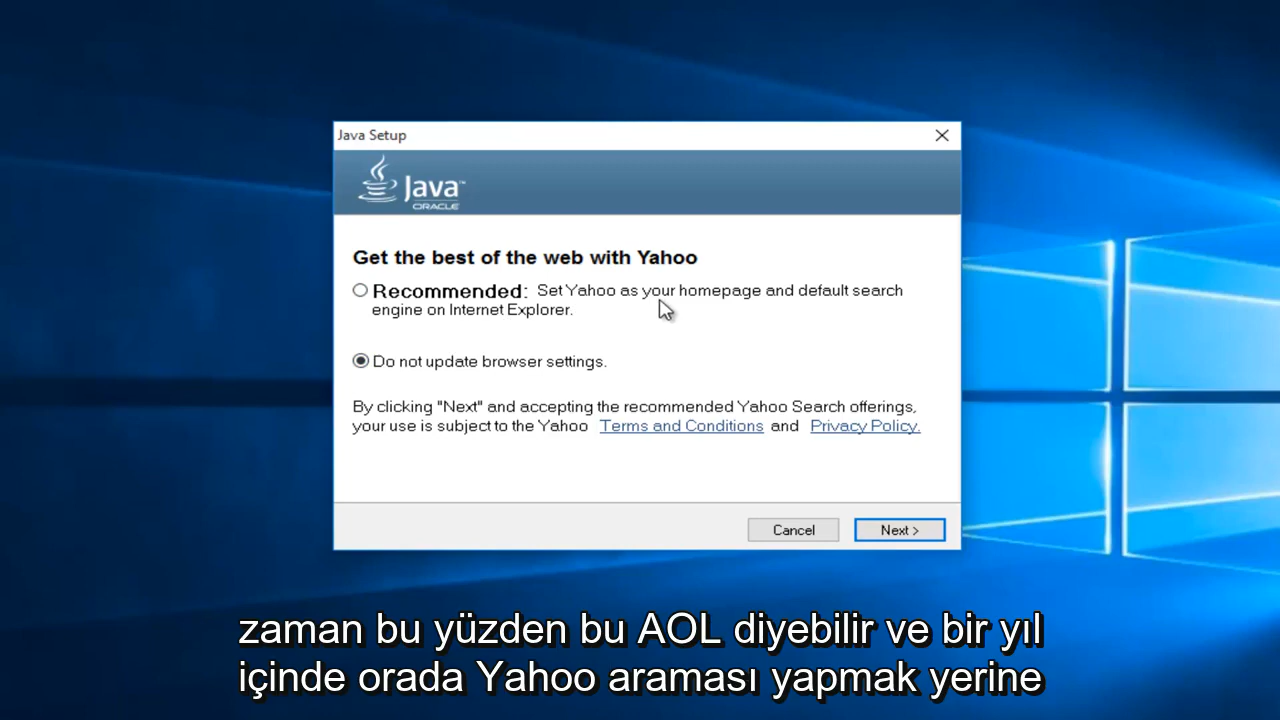 Java Setup
Java™
ORACLE
Get the best of the web with Yahoo
Recommended: Set Yahoo as your homepage and default search
engine on Internet Explorer.
Do not update browser settings.
By clicking "Next" and accepting the recommended Yahoo Search offerings,
your use is subject to the Yahoo Terms and Conditions and Privacy Policy.
Cancel Next >
zaman bu yüzden bu AOL diyebilir ve bir yıl
içinde orada Yahoo araması yapmak yerine